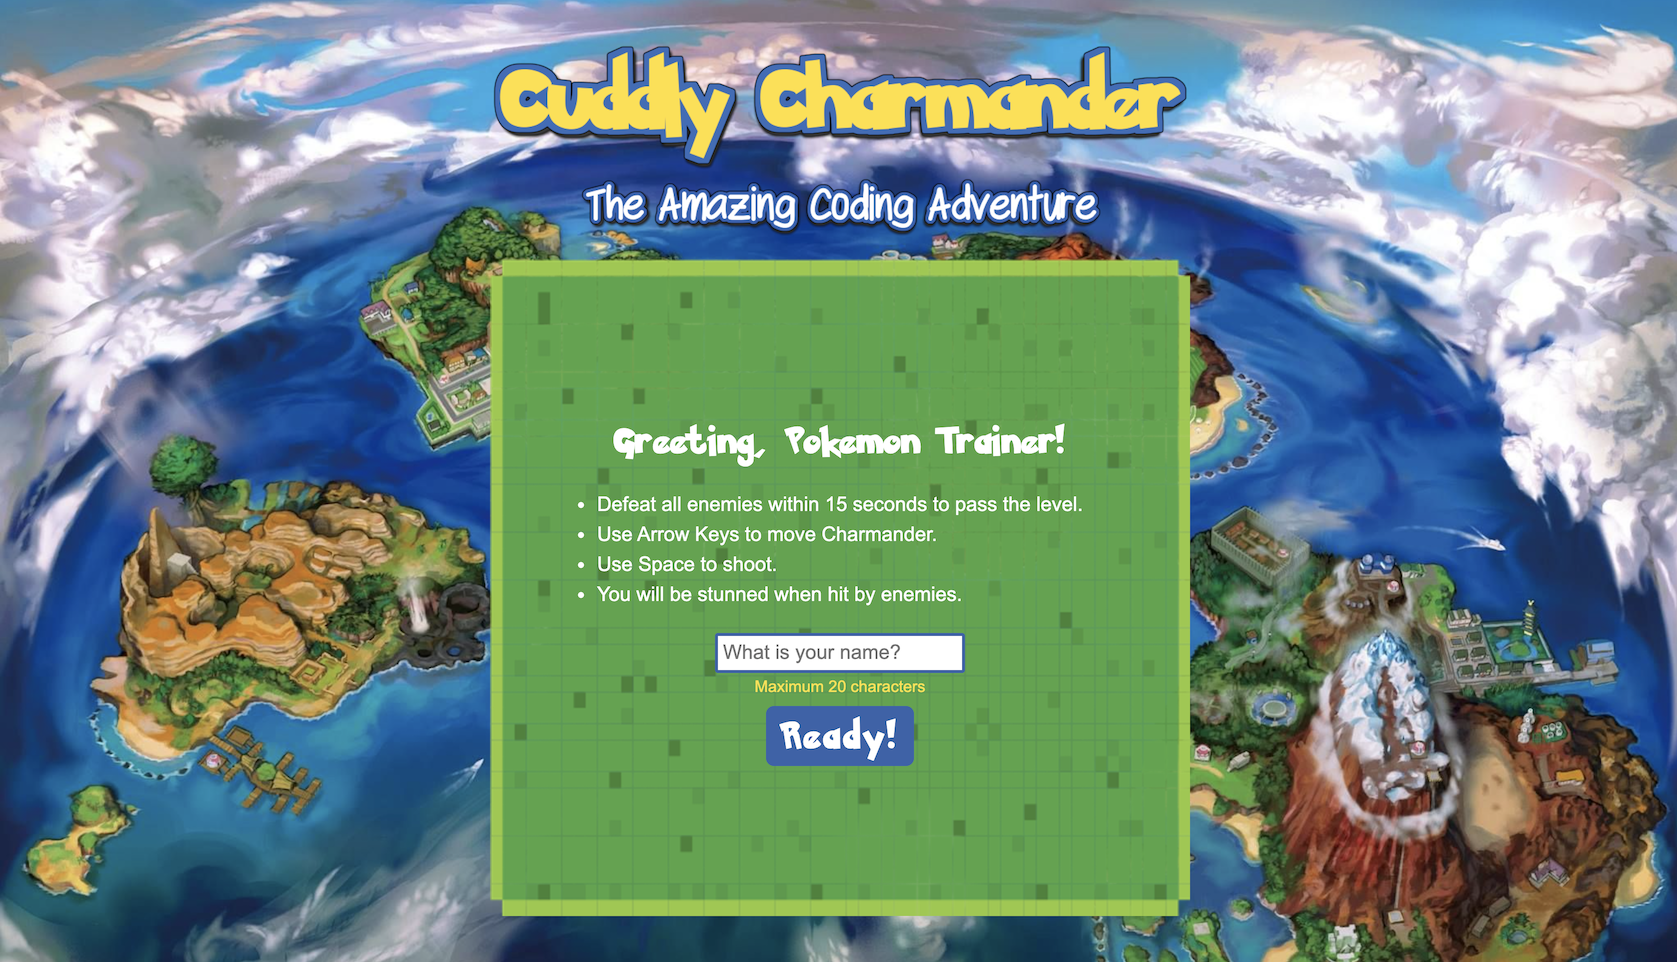 Cuddly Charmander
The Amazing Coding Adventure
Greeting, Pokemon Trainer!
• Defeat all enemies within 15 seconds to pass the level.
• Use Arrow Keys to move Charmander.
• Use Space to shoot.
• You will be stunned when hit by enemies.
What is your name?
Maximum 20 characters
Ready!